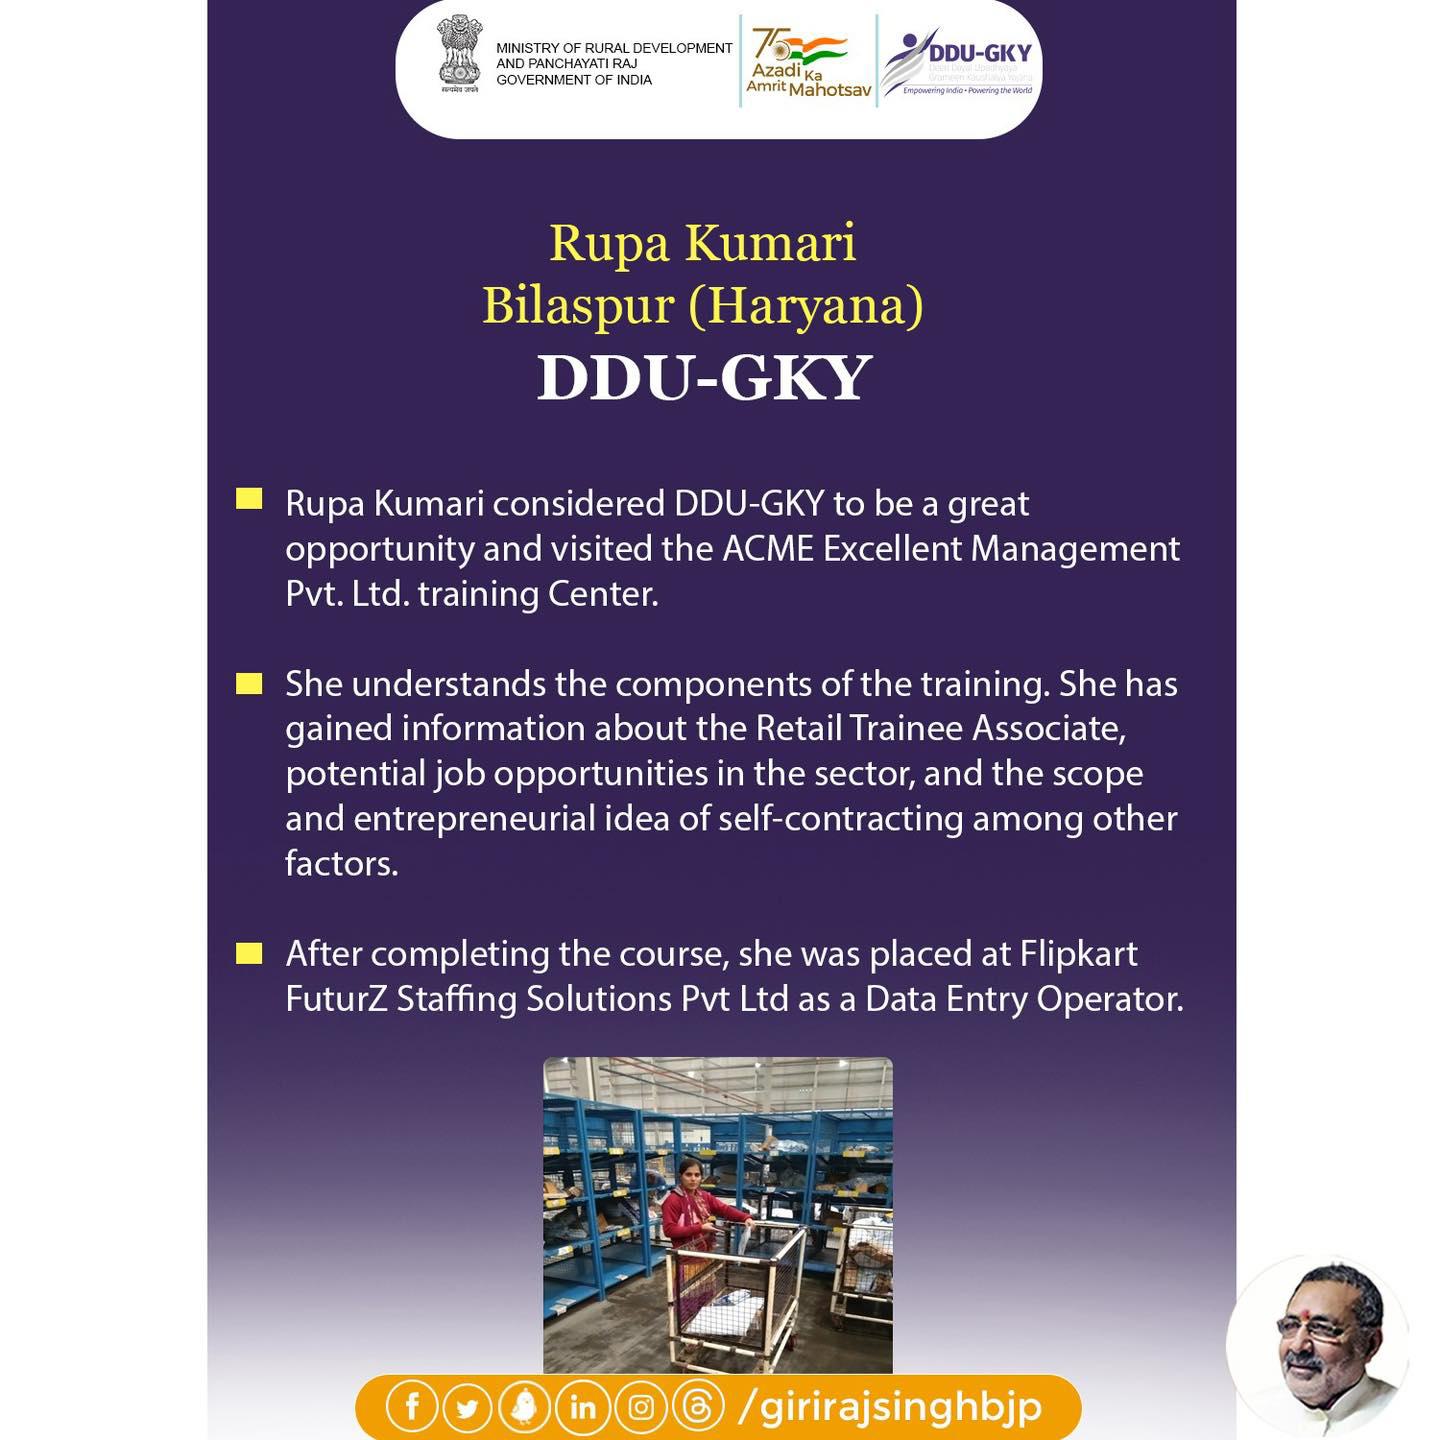 सत्यमेव जयते
MINISTRY OF RURAL DEVELOPMENT
AND PANCHAYATI RAJ
GOVERNMENT OF INDIA
75
Azadi Ka
Amrit Mahotsav
DDU-GKY
Deen Dayal Upadhyaya
Grameen Kaushalya Yojana
Empowering India • Powering the World
Rupa Kumari
Bilaspur (Haryana)
DDU-GKY
Rupa Kumari considered DDU-GKY to be a great
opportunity and visited the ACME Excellent Management
Pvt. Ltd. training Center.
She understands the components of the training. She has
gained information about the Retail Trainee Associate,
potential job opportunities in the sector, and the scope
and entrepreneurial idea of self-contracting among other
factors.
After completing the course, she was placed at Flipkart
FuturZ Staffing Solutions Pvt Ltd as a Data Entry Operator.
/girirajsinghbjp